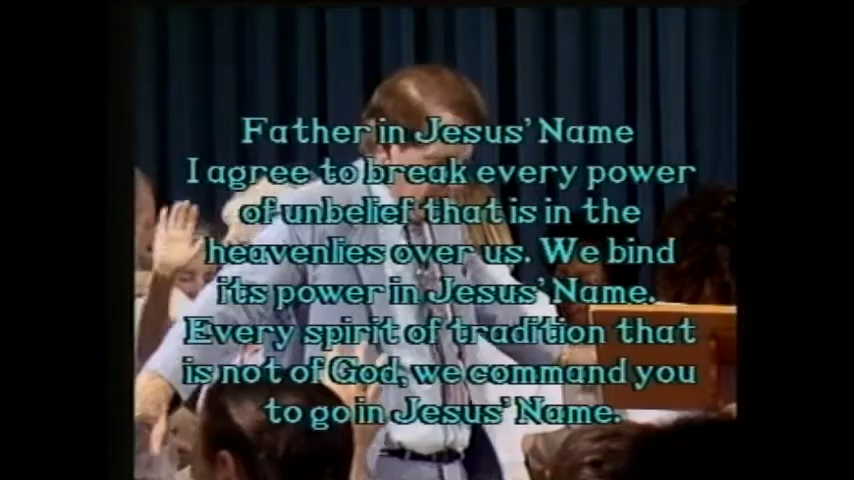 Father in Jesus' Name
I agree to break every power
of unbelief that is in the
heavenlies over us. We bind
its power in Jesus' Name.
Every spirit of tradition that
is not of God, we command you
to go in Jesus' Name.